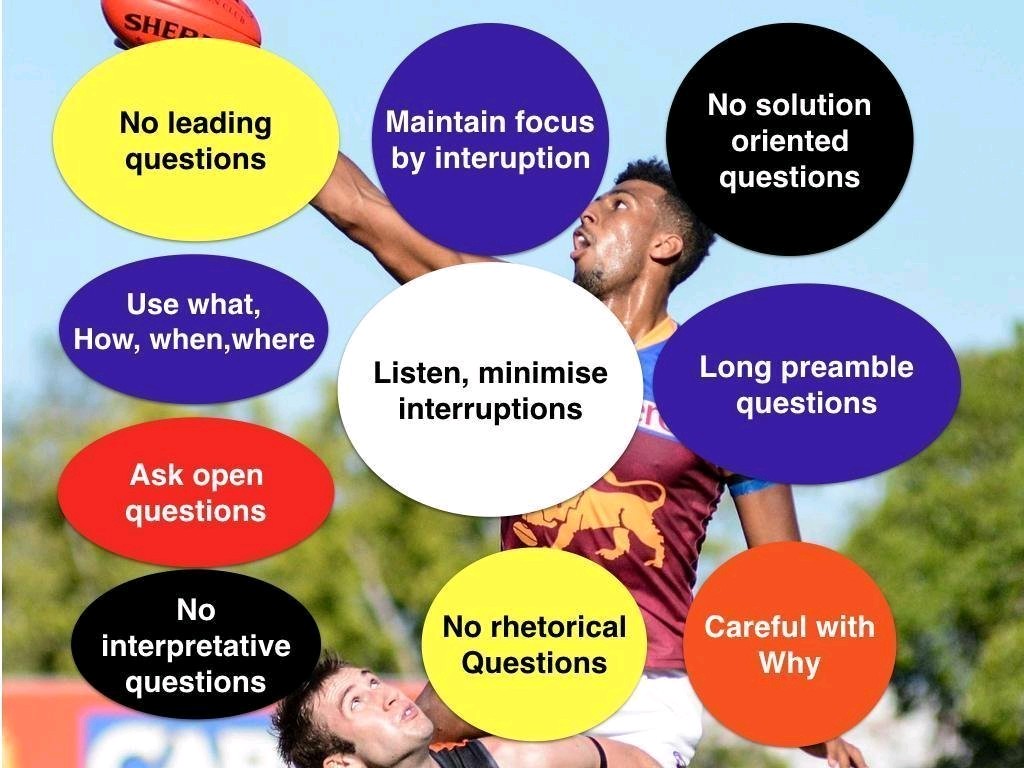 No leading
questions
Maintain focus
by interuption
No solution
oriented
questions
Use what,
How, when,where
Listen, minimise
interruptions
Long preamble
questions
Ask open
questions
No
interpretative
questions
No rhetorical
Questions
Careful with
Why